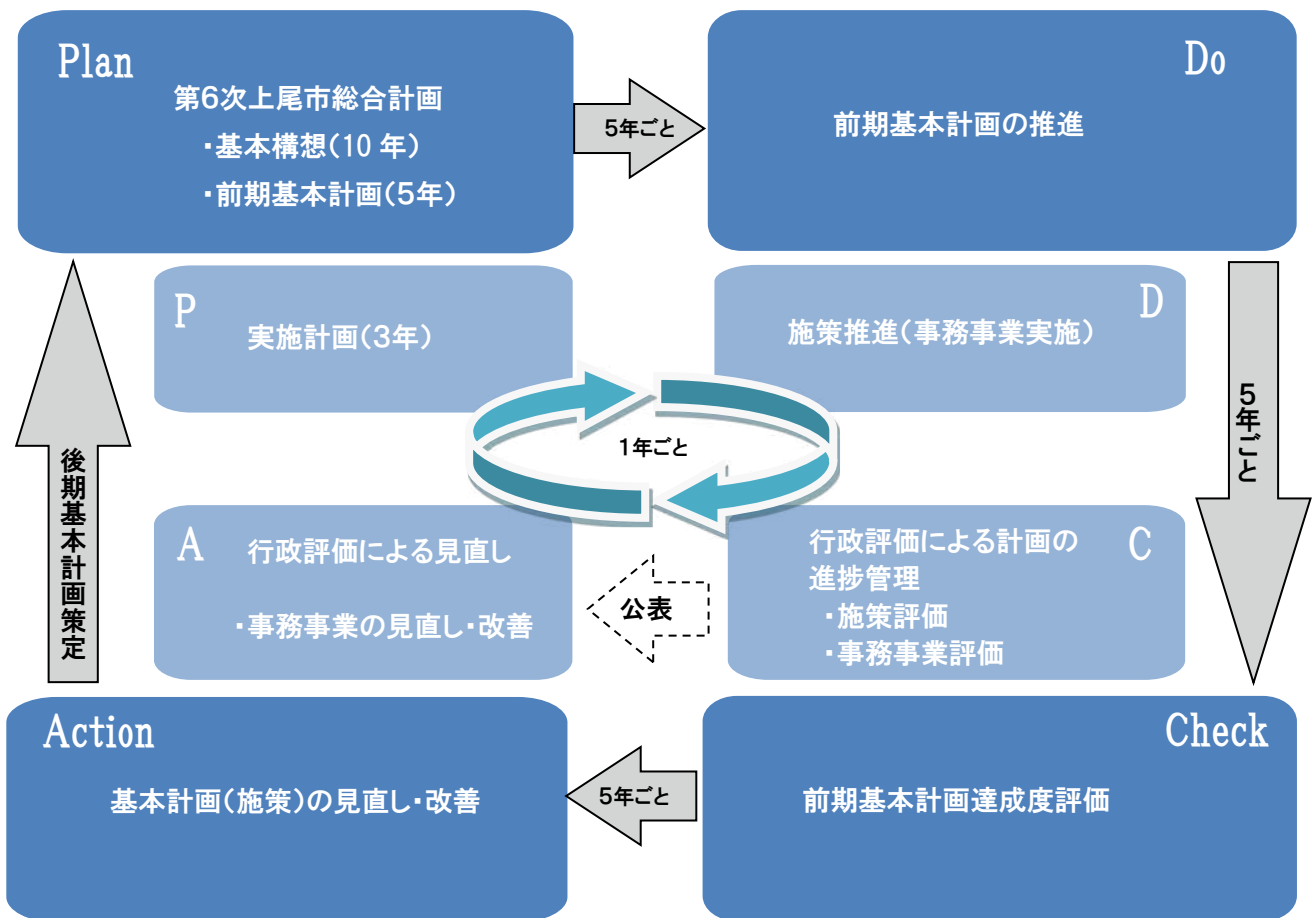 Plan
第6次上尾市総合計画
・基本構想(10年)
・前期基本計画(5年)
5年ごと
Do
前期基本計画の推進
P
実施計画(3年)
D
施策推進(事務事業実施)
1年ごと
5年ごと
後期基本計画策定
A
行政評価による見直し
・事務事業の見直し・改善
公表
C
行政評価による計画の
進捗管理
・施策評価
・事務事業評価
Action
基本計画(施策)の見直し・改善
5年ごと
Check
前期基本計画達成度評価